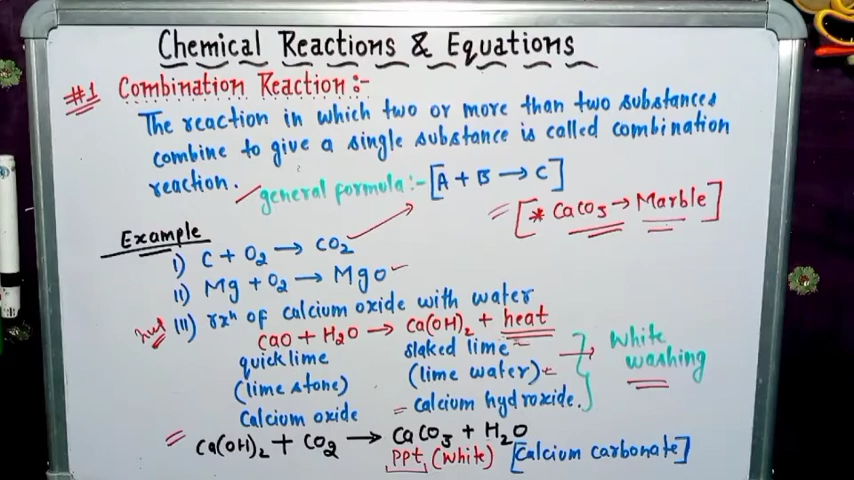 Chemical Reactions & Equations
#1 Combination Reaction:-
The reaction in which two or more than two substances
combine to give a single substance is called combination
reaction. general formula:- [A + B → C]
[* CaCO3 → Marble]
Example
i) C + O2 → CO2
ii) Mg + O2 → MgO
iii) rxn of calcium oxide with water
CaO + H2O → Ca(OH)2 + heat
quicklime slaked lime
(lime stone) (lime water)
Calcium oxide = Calcium hydroxide.
→ White
washing
Ca(OH)2 + CO2 → CaCO3 + H2O
PPt (White) [Calcium carbonate]